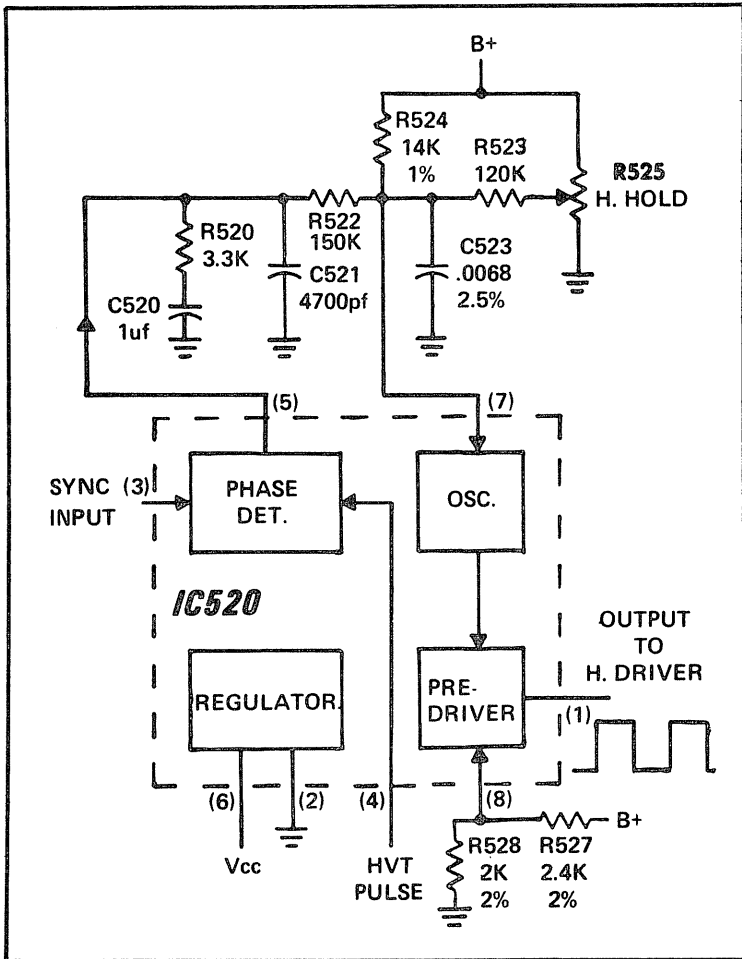 B+
R524
14K
1%
R523
120K
R525
H. HOLD
R520
3.3K
R522
150K
C520
1uf
C521
4700pf
C523
.0068
2.5%
(5)
(7)
SYNC (3)
INPUT
PHASE
DET.
OSC.
IC520
OUTPUT
TO
H. DRIVER
REGULATOR.
PRE-
DRIVER
(1)
(6)
(2)
(4)
(8)
Vcc
HVT
PULSE
B+
R528
2K
2%
R527
2.4K
2%